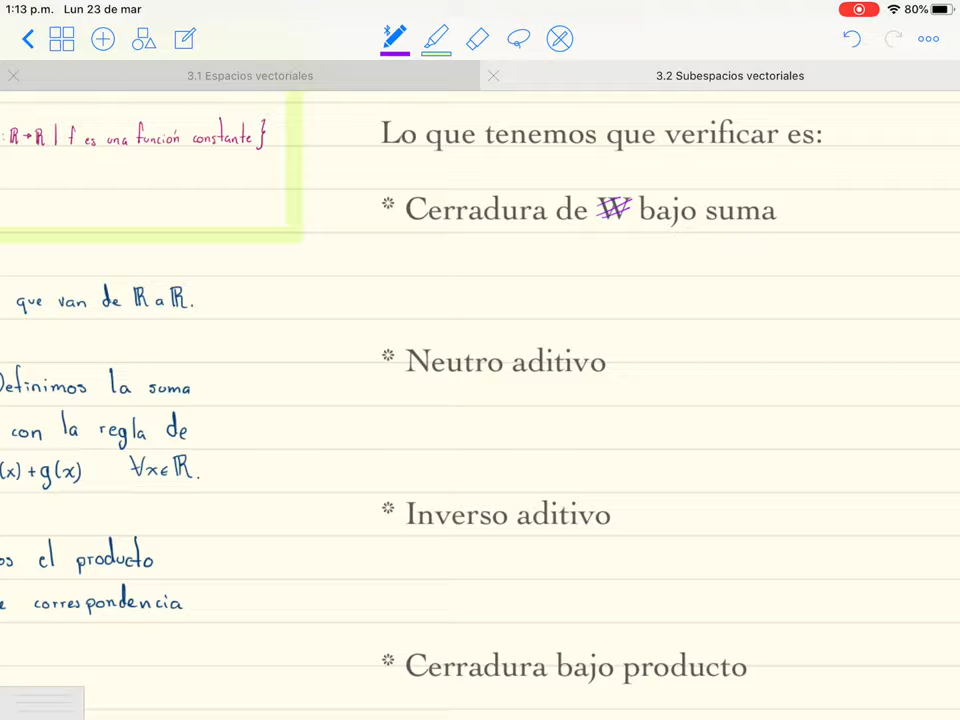 1:13 p.m. Lun 23 de mar
80%
3.1 Espacios vectoriales
3.2 Subespacios vectoriales
: ℝ→ℝ | f es una función constante }
que van de ℝ a ℝ.
Definimos la suma
con la regla de
(x)+g(x) ∀x∈ℝ.
os el producto
e correspondencia
Lo que tenemos que verificar es:
* Cerradura de W bajo suma
* Neutro aditivo
* Inverso aditivo
* Cerradura bajo producto